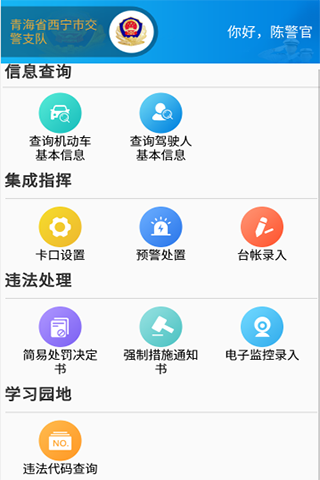 青海省西宁市交
警支队
你好，陈警官
信息查询
查询机动车
基本信息
查询驾驶人
基本信息
集成指挥
卡口设置
预警处置
台帐录入
违法处理
简易处罚决定
书
强制措施通知
书
电子监控录入
学习园地
NO.
违法代码查询